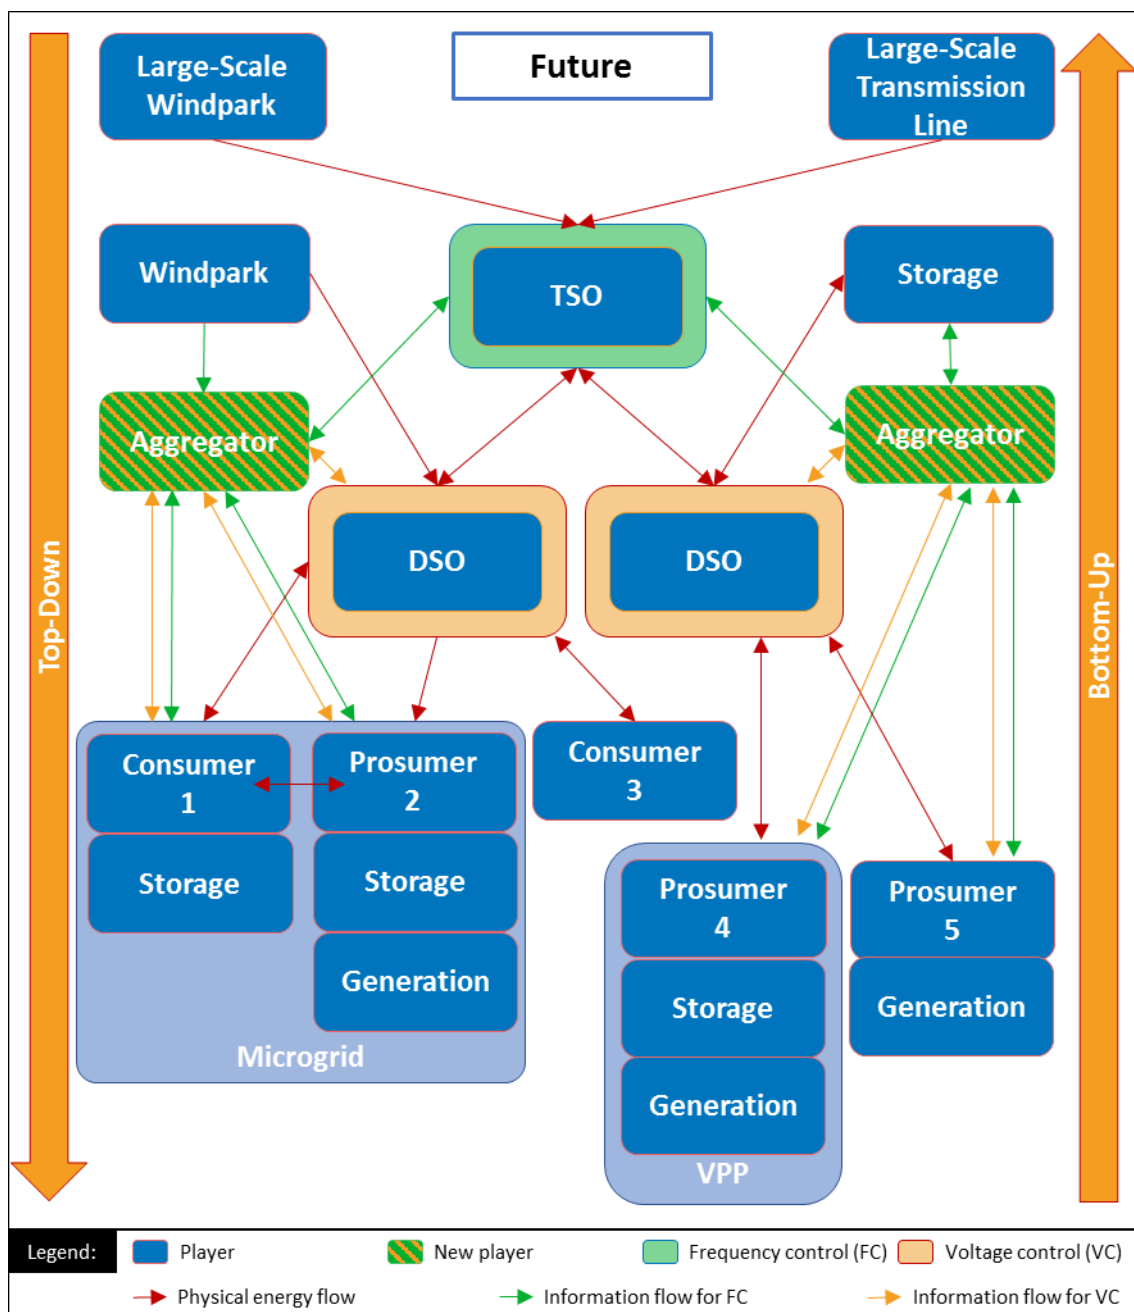 Future
Large-Scale
Windpark
Large-Scale
Transmission
Line
Windpark
TSO
Storage
Aggregator
Aggregator
DSO
DSO
Top-Down
Bottom-Up
Consumer
1
Prosumer
2
Consumer
3
Storage
Storage
Generation
Microgrid
Prosumer
4
Storage
Generation
VPP
Prosumer
5
Generation
Legend:
Player
New player
Frequency control (FC)
Voltage control (VC)
Physical energy flow
Information flow for FC
Information flow for VC